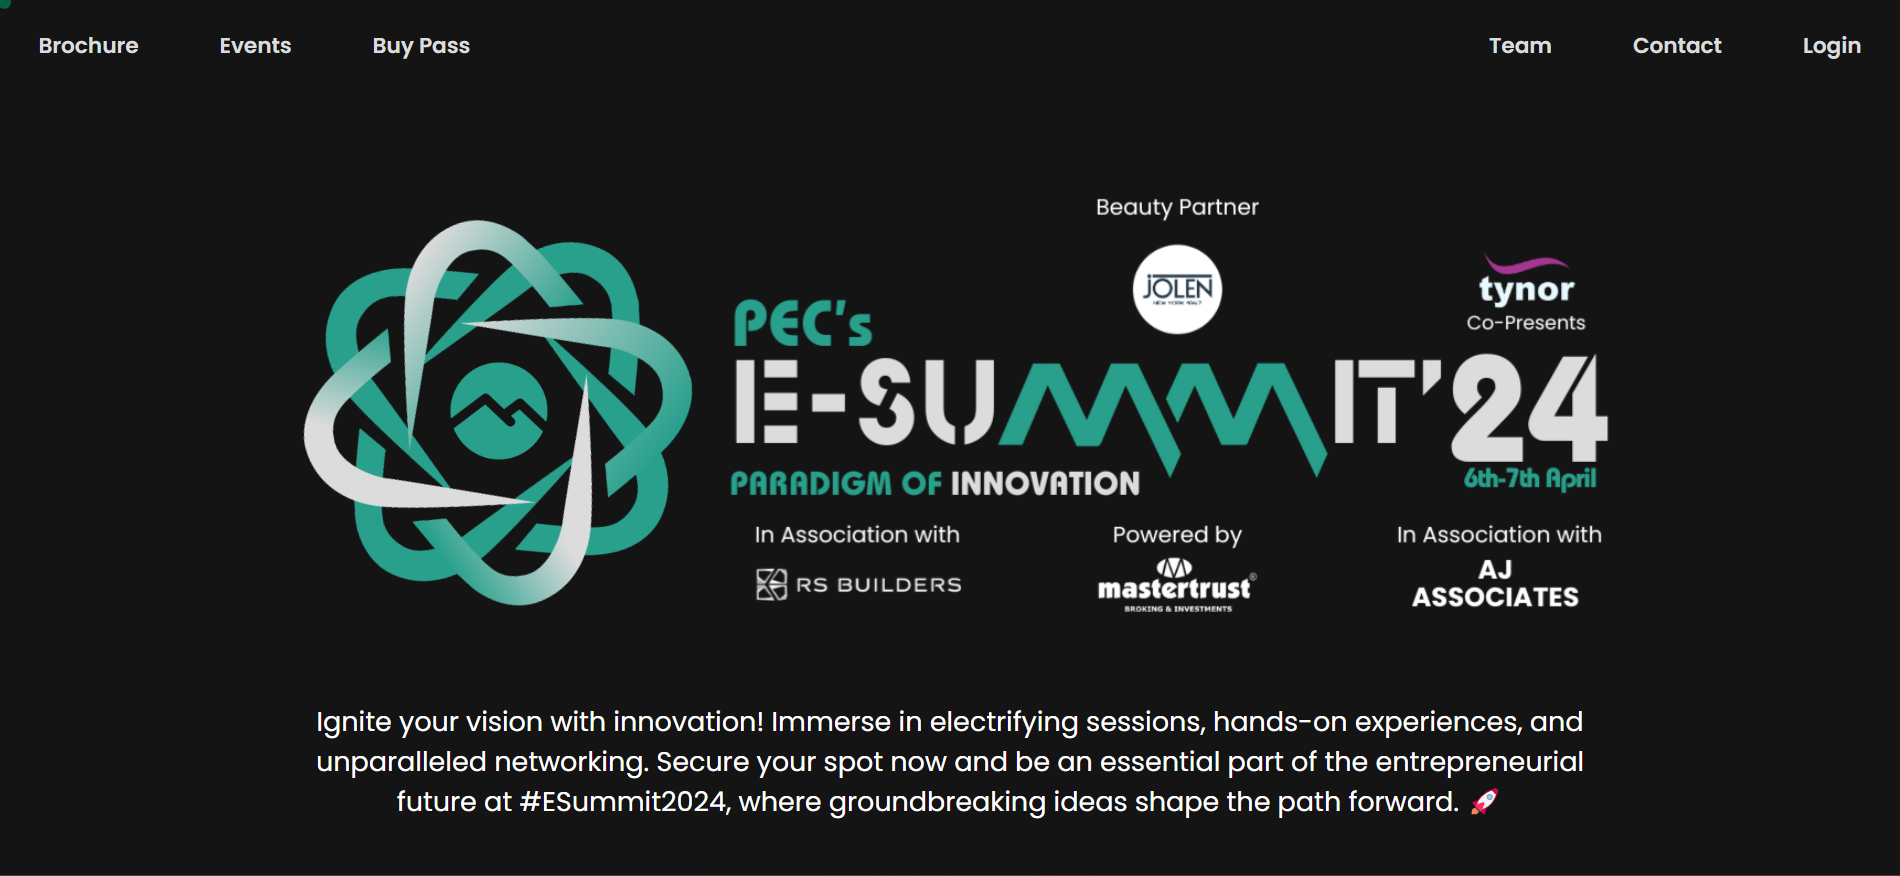 Brochure Events Buy Pass Team Contact Login
Beauty Partner
JOLEN
NEW YORK 1947
tynor
Co-Presents
PEC's
E-SUMMIT'24
PARADIGM OF INNOVATION
6th-7th April
In Association with
RS BUILDERS
Powered by
mastertrust®
BROKING & INVESTMENTS
In Association with
AJ
ASSOCIATES
Ignite your vision with innovation! Immerse in electrifying sessions, hands-on experiences, and
unparalleled networking. Secure your spot now and be an essential part of the entrepreneurial
future at #ESummit2024, where groundbreaking ideas shape the path forward. 🚀